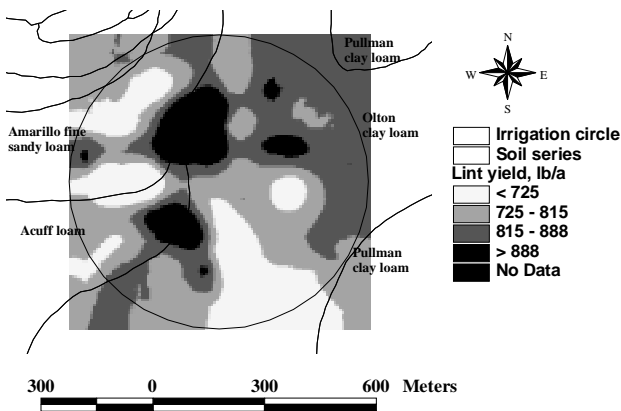 Pullman
clay loam
Olton
clay loam
Amarillo fine
sandy loam
Acuff loam
Pullman
clay loam
N
W E
S
Irrigation circle
Soil series
Lint yield, lb/a
< 725
725 - 815
815 - 888
> 888
No Data
300 0 300 600 Meters